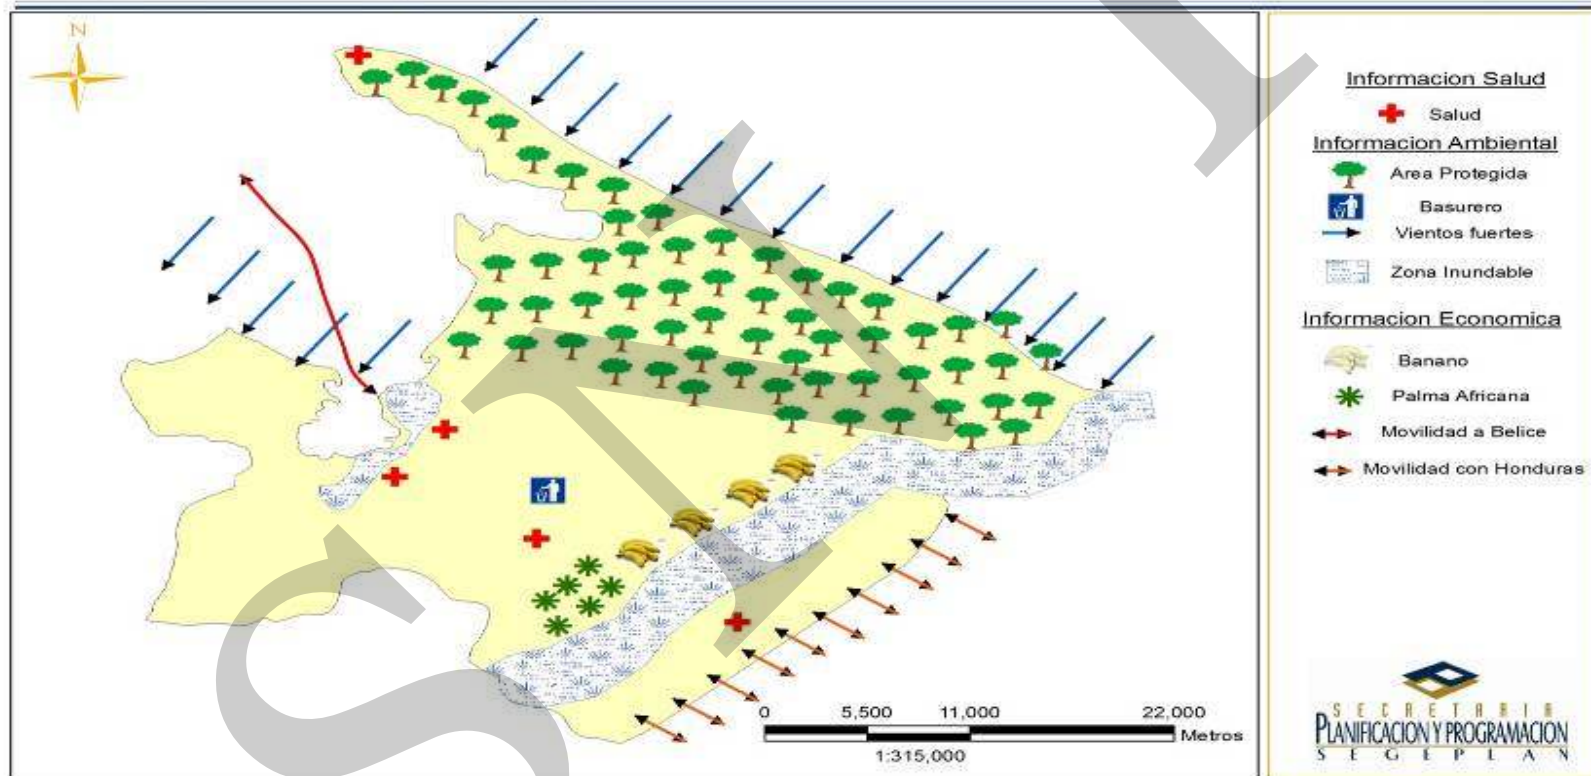 N
Informacion Salud
Salud
Informacion Ambiental
Area Protegida
Basurero
Vientos fuertes
Zona Inundable
Informacion Economica
Banano
Palma Africana
Movilidad a Belice
Movilidad con Honduras
0 5,500 11,000 22,000
Metros
1:315,000
SECRETARIA
PLANIFICACION Y PROGRAMACION
SEGEPLAN